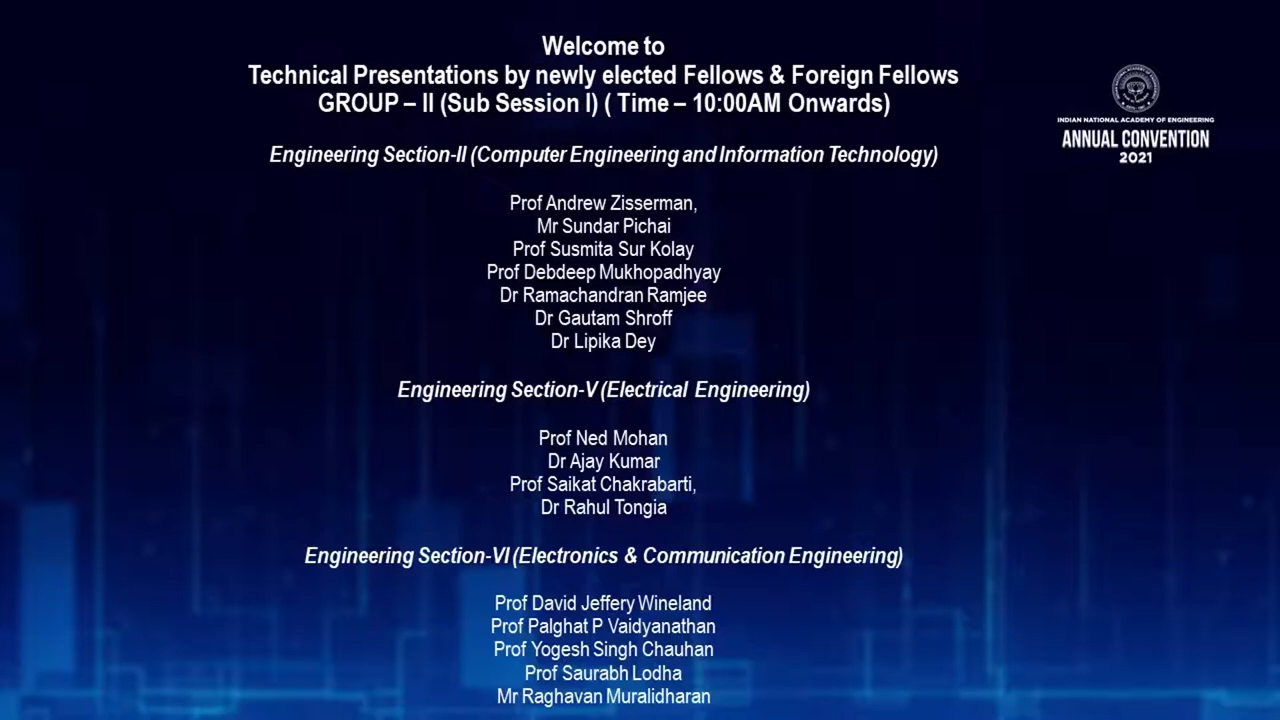 Welcome to
Technical Presentations by newly elected Fellows & Foreign Fellows
GROUP – II (Sub Session I) ( Time – 10:00AM Onwards)
INDIAN NATIONAL ACADEMY OF ENGINEERING
ANNUAL CONVENTION
2021
Engineering Section-II (Computer Engineering and Information Technology)
Prof Andrew Zisserman,
Mr Sundar Pichai
Prof Susmita Sur Kolay
Prof Debdeep Mukhopadhyay
Dr Ramachandran Ramjee
Dr Gautam Shroff
Dr Lipika Dey
Engineering Section-V (Electrical Engineering)
Prof Ned Mohan
Dr Ajay Kumar
Prof Saikat Chakrabarti,
Dr Rahul Tongia
Engineering Section-VI (Electronics & Communication Engineering)
Prof David Jeffery Wineland
Prof Palghat P Vaidyanathan
Prof Yogesh Singh Chauhan
Prof Saurabh Lodha
Mr Raghavan Muralidharan